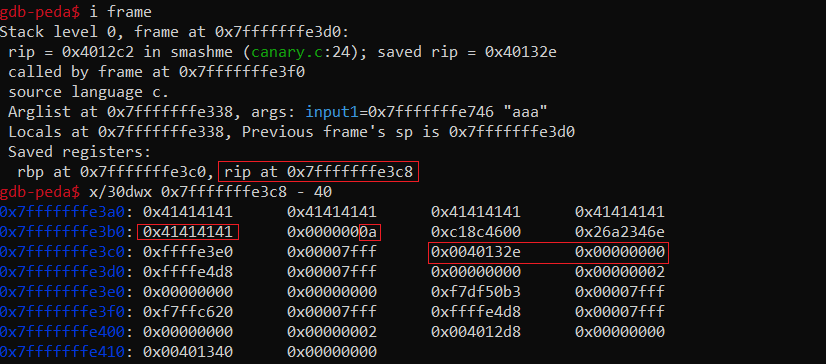 gdb-peda$ i frame
Stack level 0, frame at 0x7fffffffe3d0:
rip = 0x4012c2 in smashme (canary.c:24); saved rip = 0x40132e
called by frame at 0x7fffffffe3f0
source language c.
Arglist at 0x7fffffffe338, args: input1=0x7fffffffe746 "aaa"
Locals at 0x7fffffffe338, Previous frame's sp is 0x7fffffffe3d0
Saved registers:
rbp at 0x7fffffffe3c0, rip at 0x7fffffffe3c8
gdb-peda$ x/30dwx 0x7fffffffe3c8 - 40
0x7fffffffe3a0: 0x41414141 0x41414141 0x41414141 0x41414141
0x7fffffffe3b0: 0x41414141 0x0000000a 0xc18c4600 0x26a2346e
0x7fffffffe3c0: 0xffffe3e0 0x00007fff 0x0040132e 0x00000000
0x7fffffffe3d0: 0xffffe4d8 0x00007fff 0x00000000 0x00000002
0x7fffffffe3e0: 0x00000000 0x00000000 0xf7df50b3 0x00007fff
0x7fffffffe3f0: 0xf7ffc620 0x00007fff 0xffffe4d8 0x00007fff
0x7fffffffe400: 0x00000000 0x00000002 0x004012d8 0x00000000
0x7fffffffe410: 0x00401340 0x00000000